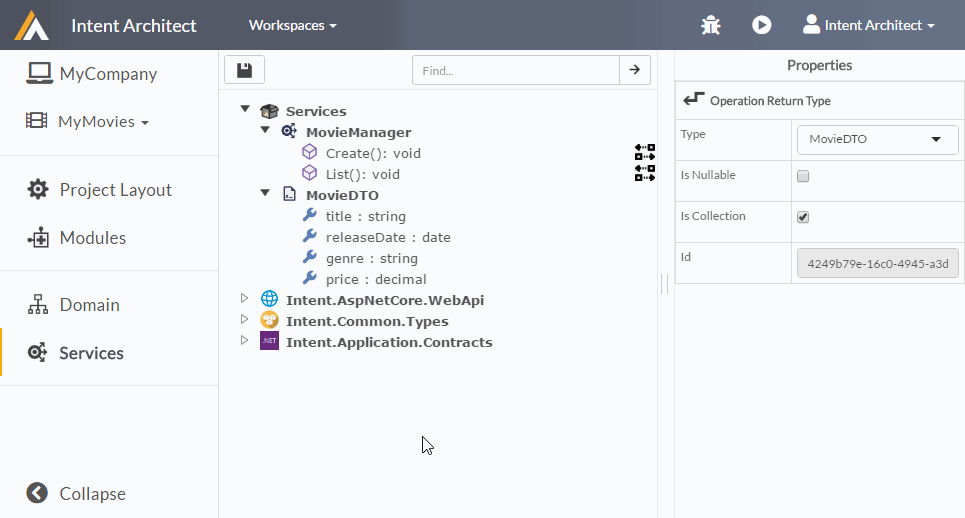 Intent Architect
Workspaces
Intent Architect
MyCompany
MyMovies
Project Layout
Modules
Domain
Services
Collapse
Find...
Services
MovieManager
Create(): void
List(): void
MovieDTO
title : string
releaseDate : date
genre : string
price : decimal
Intent.AspNetCore.WebApi
Intent.Common.Types
.NET Intent.Application.Contracts
Properties
Operation Return Type
Type MovieDTO
Is Nullable
Is Collection
Id 4249b79e-16c0-4945-a3d